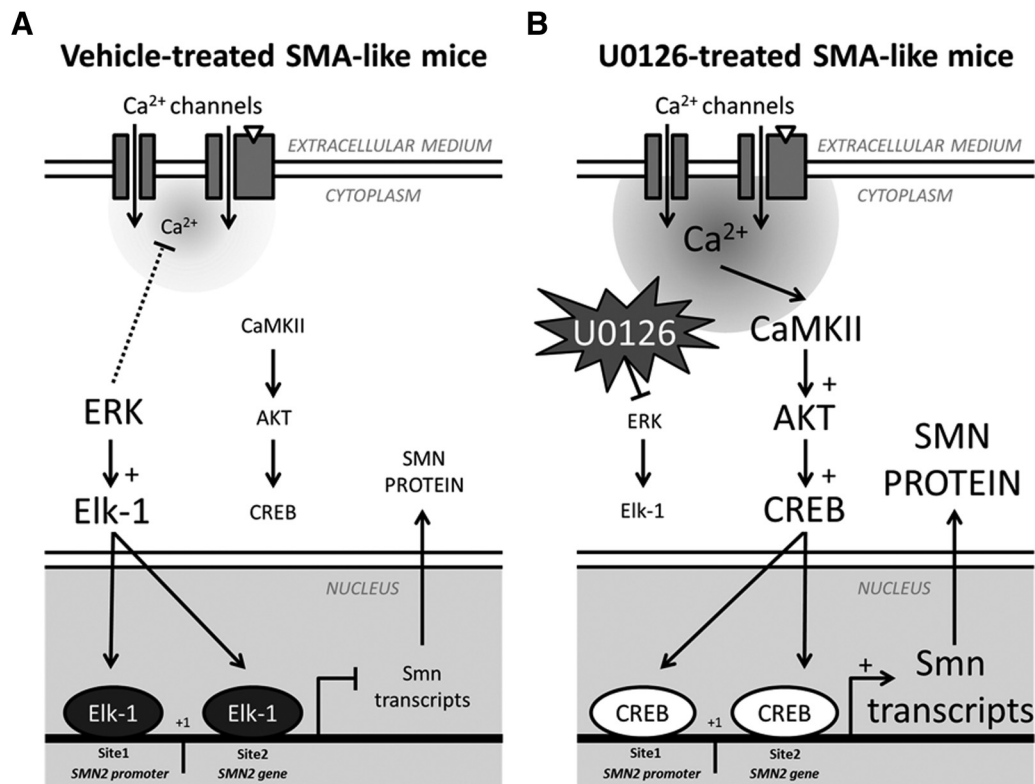 A
Vehicle-treated SMA-like mice
Ca²⁺ channels
EXTRACELLULAR MEDIUM
CYTOPLASM
Ca²⁺
CaMKII
ERK
AKT
+
SMN
PROTEIN
Elk-1
CREB
NUCLEUS
Smn
transcripts
Elk-1
Elk-1
+1
Site1
Site2
SMN2 promoter
SMN2 gene
B
U0126-treated SMA-like mice
Ca²⁺ channels
EXTRACELLULAR MEDIUM
CYTOPLASM
Ca²⁺
U0126
CaMKII
+
ERK
AKT
SMN
PROTEIN
+
Elk-1
CREB
NUCLEUS
+
Smn
transcripts
CREB
CREB
+1
Site1
Site2
SMN2 promoter
SMN2 gene